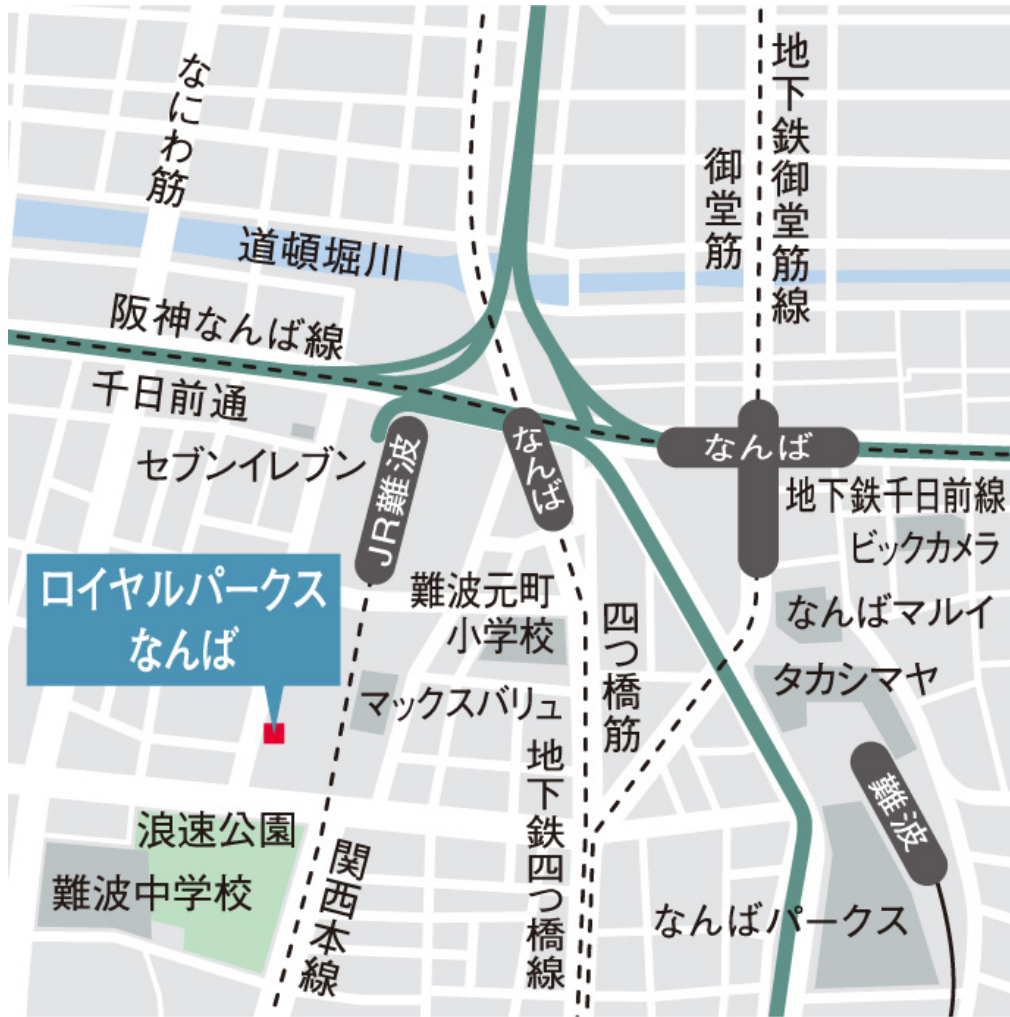 なにわ筋
地下鉄御堂筋線
御堂筋
道頓堀川
阪神なんば線
千日前通
セブンイレブン
JR難波
なんば
なんば
地下鉄千日前線
ビックカメラ
ロイヤルパークス
なんば
難波元町
小学校
四つ橋筋
なんばマルイ
タカシマヤ
マックスバリュ
地下鉄四つ橋線
難波
浪速公園
難波中学校
関西本線
なんばパークス